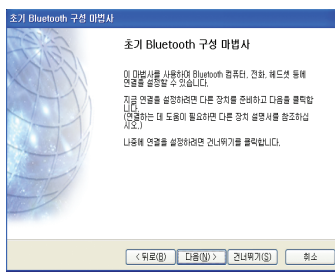 초기 Bluetooth 구성 마법사
초기 Bluetooth 구성 마법사
이 마법사를 사용하여 Bluetooth 컴퓨터, 전화, 헤드셋 등에
연결을 설정할 수 있습니다.
지금 연결을 설정하려면 다른 장치를 준비하고 다음을 클릭합
니다.
(연결하는 데 도움이 필요하면 다른 장치 설명서를 참조하십
시오.)
나중에 연결을 설정하려면 건너뛰기를 클릭합니다.
< 뒤로(B) 다음(N) > 건너뛰기(S) 취소